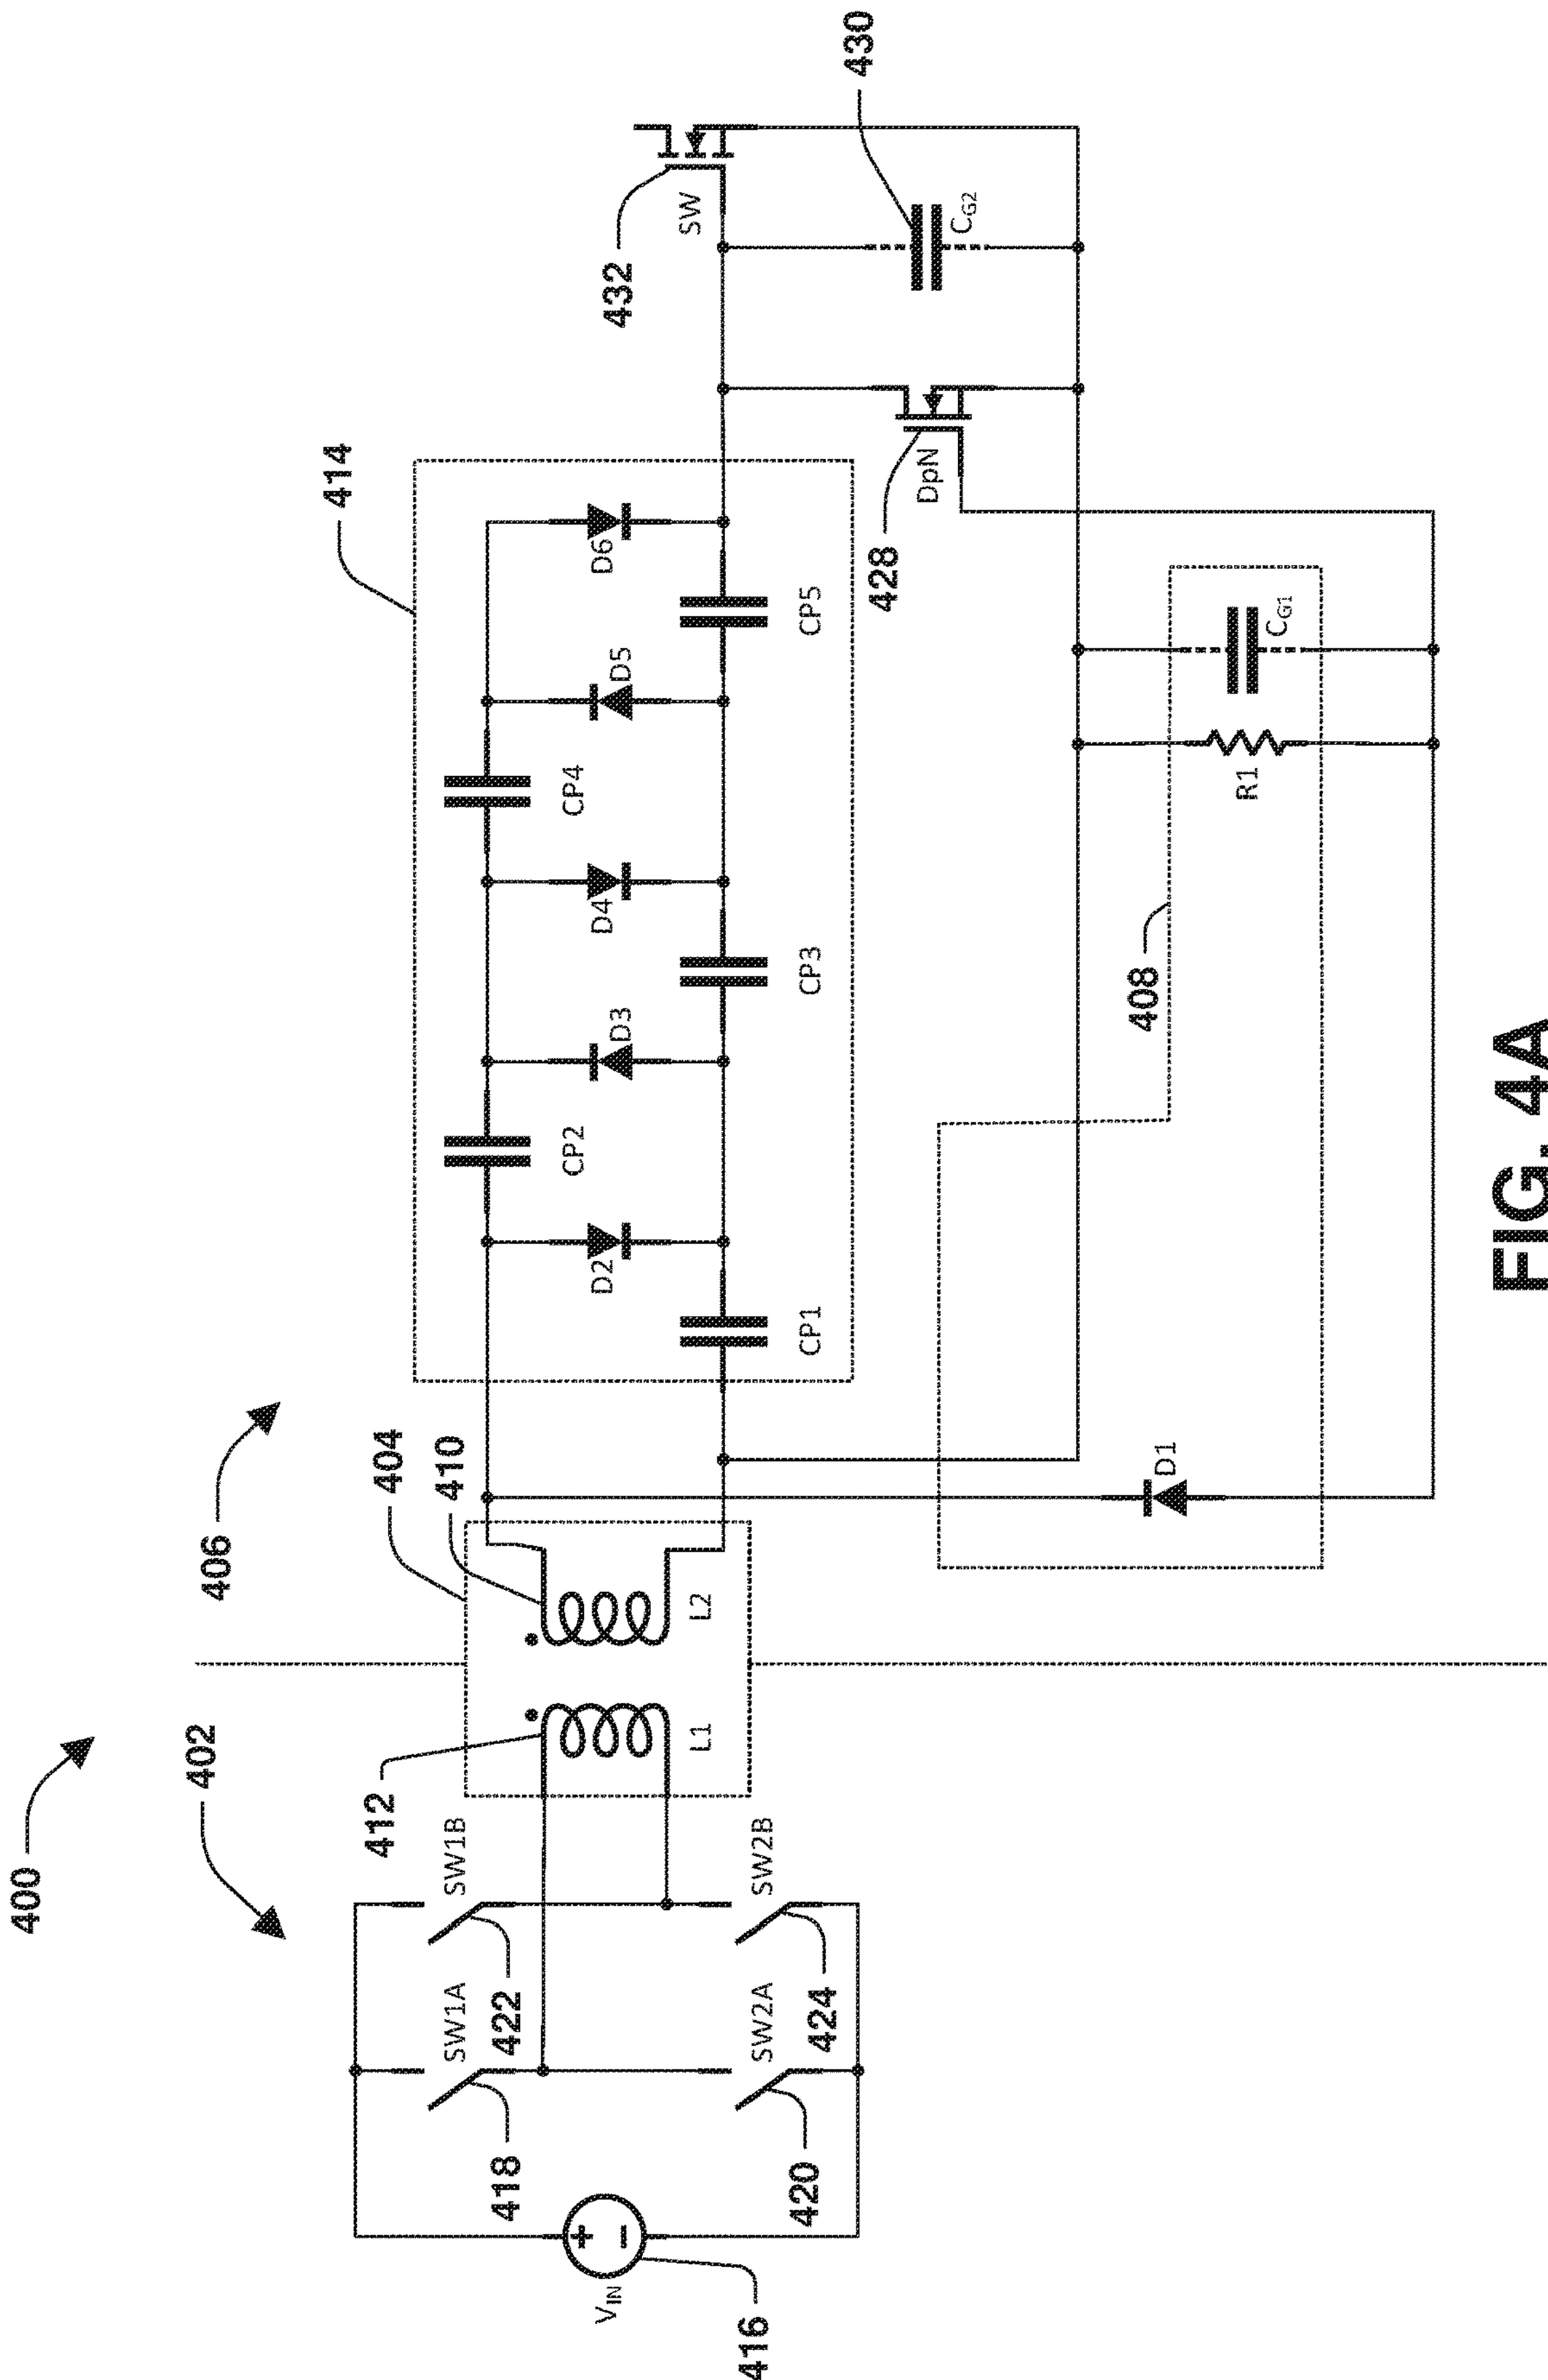 400
402
406
416
VIN
+
−
418
SW1A
422
SW1B
420
SW2A
424
SW2B
412
L1
404
410
L2
414
D2
CP2
D3
D4
CP4
D5
D6
CP1
CP3
CP5
432
SW
430
CG2
428
DpN
408
D1
R1
CG1
FIG. 4A